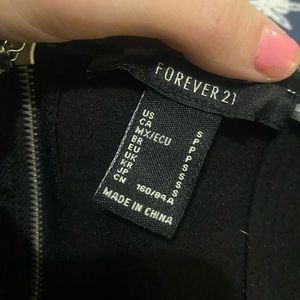 FOREVER 21
US S
CA P
MX/ECU P
BR P
EU S
UK S
KR S
JP S
CN 160/84A
MADE IN CHINA